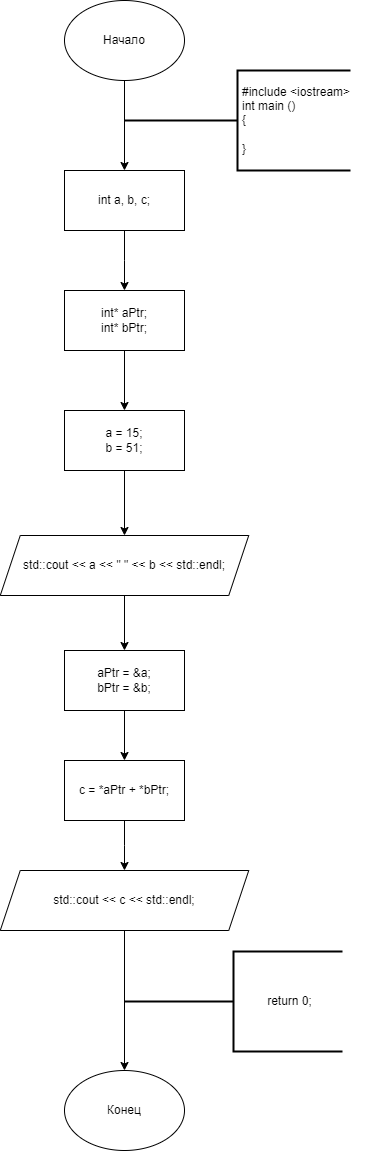 Начало
#include <iostream>
int main ()
{
}
int a, b, c;
int* aPtr;
int* bPtr;
a = 15;
b = 51;
std::cout << a << " " << b << std::endl;
aPtr = &a;
bPtr = &b;
c = *aPtr + *bPtr;
std::cout << c << std::endl;
return 0;
Конец